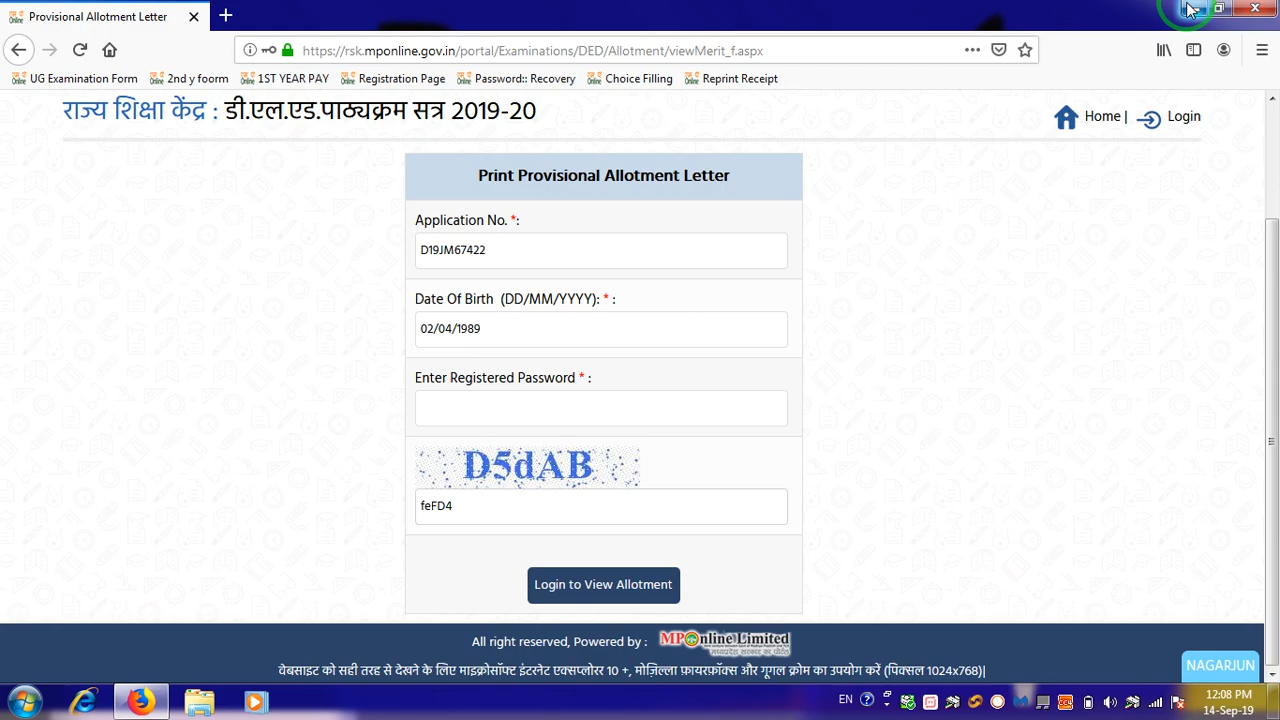 Provisional Allotment Letter
https://rsk.mponline.gov.in/portal/Examinations/DED/Allotment/viewMerit_f.aspx
UG Examination Form 2nd y foorm 1ST YEAR PAY Registration Page Password:: Recovery Choice Filling Reprint Receipt
राज्य शिक्षा केंद्र : डी.एल.एड.पाठ्यक्रम सत्र 2019-20
Home | Login
Print Provisional Allotment Letter
Application No. *:
D19JM67422
Date Of Birth (DD/MM/YYYY): * :
02/04/1989
Enter Registered Password * :
D5dAB
feFD4
Login to View Allotment
All right reserved, Powered by : MPOnline Limited
वेबसाइट को सही तरह से देखने के लिए माइक्रोसॉफ्ट इंटरनेट एक्सप्लोरर 10 +, मोज़िल्ला फ़ायरफ़ॉक्स और गूगल क्रोम का उपयोग करें (पिक्सल 1024x768)|
NAGARJUN
EN
12:08 PM
14-Sep-19